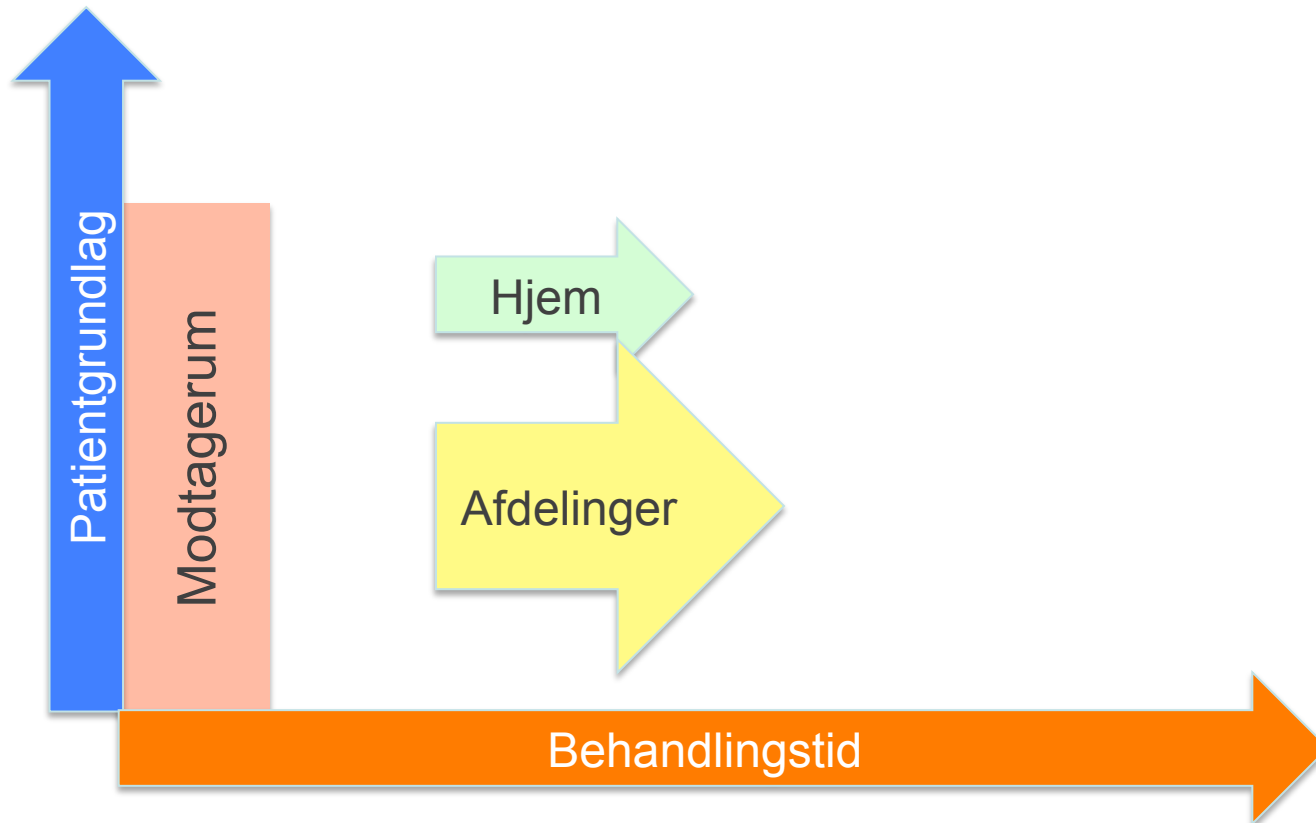 Patientgrundlag
Modtagerum
Hjem
Afdelinger
Behandlingstid